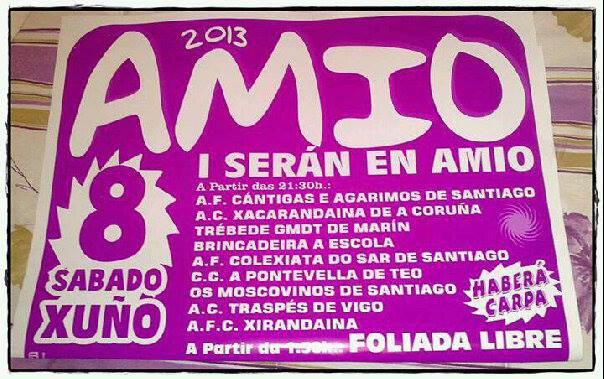 2013
AMIO
I SERÁN EN AMIO
8
SABADO
XUÑO
A Partir das 21:30h.:
A.F. CÁNTIGAS E AGARIMOS DE SANTIAGO
A.C. XACARANDAINA DE A CORUÑA
TRÉBEDE GMDT DE MARÍN
BRINCADEIRA A ESCOLA
A.F. COLEXIATA DO SAR DE SANTIAGO
C.C. A PONTEVELLA DE TEO
OS MOSCOVINOS DE SANTIAGO
A.C. TRASPÉS DE VIGO
A.F.C. XIRANDAINA
HABERÁ
CARPA
A Partir da 1:30h. FOLIADA LIBRE